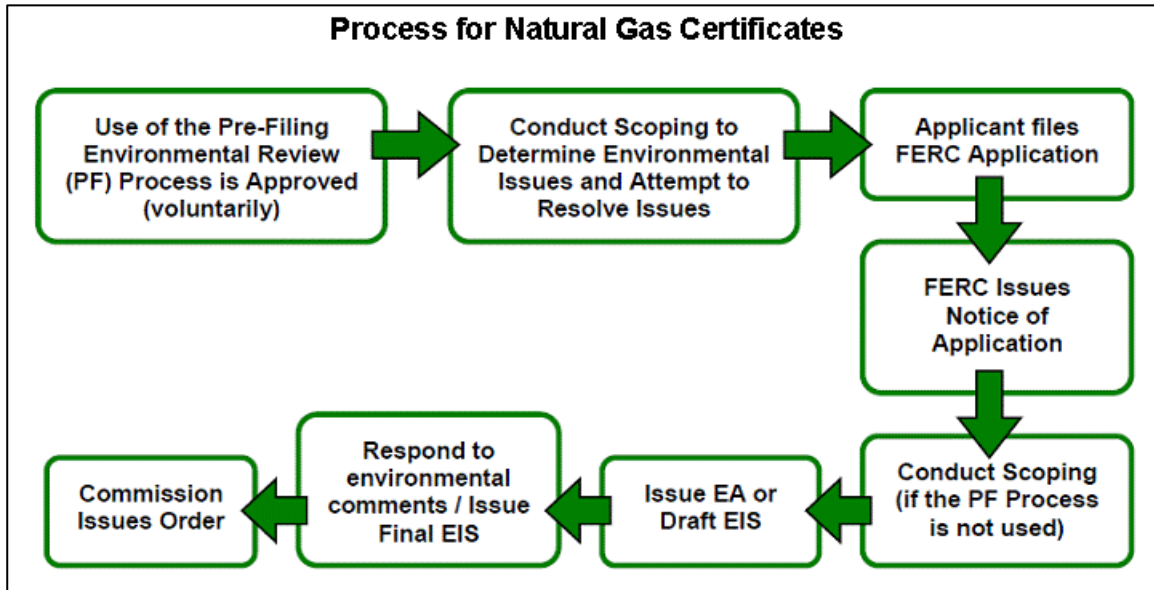 Process for Natural Gas Certificates
Use of the Pre-Filing
Environmental Review
(PF) Process is Approved
(voluntarily)
Conduct Scoping to
Determine Environmental
Issues and Attempt to
Resolve Issues
Applicant files
FERC Application
FERC Issues
Notice of
Application
Conduct Scoping
(if the PF Process
is not used)
Issue EA or
Draft EIS
Respond to
environmental
comments / Issue
Final EIS
Commission
Issues Order